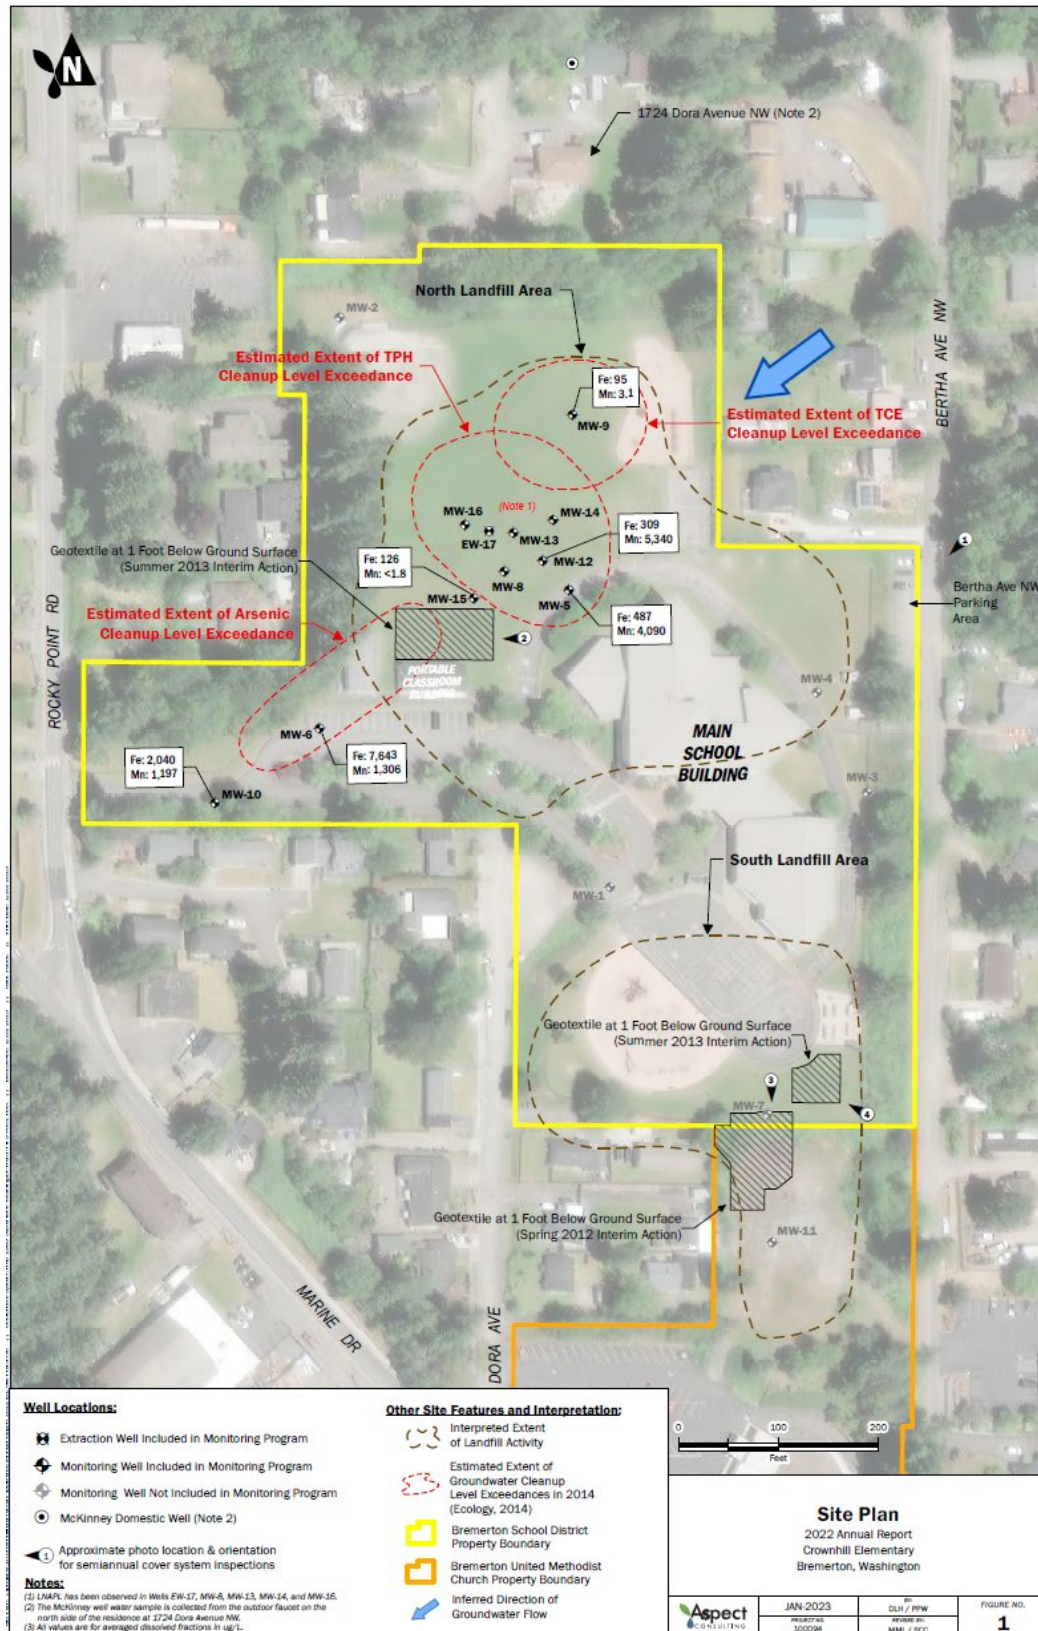 N
1724 Dora Avenue NW (Note 2)
North Landfill Area
MW-2
Estimated Extent of TPH
Cleanup Level Exceedance
Fe: 95
Mn: 3.1
MW-9
Estimated Extent of TCE
Cleanup Level Exceedance
BERTHA AVE NW
(Note 1)
MW-16
MW-14
EW-17
MW-13
Fe: 309
Mn: 5,340
MW-12
Geotextile at 1 Foot Below Ground Surface
(Summer 2013 Interim Action)
Fe: 126
Mn: <1.8
MW-8
MW-15
MW-5
1
Bertha Ave NW
Parking
Area
Estimated Extent of Arsenic
Cleanup Level Exceedance
Fe: 487
Mn: 4,090
2
PORTABLE
CLASSROOM
BUILDING
ROCKY POINT RD
MW-4
MW-6
MAIN
SCHOOL
BUILDING
Fe: 2,040
Mn: 1,197
Fe: 7,643
Mn: 1,306
MW-10
MW-3
South Landfill Area
MW-1
Geotextile at 1 Foot Below Ground Surface
(Summer 2013 Interim Action)
3
MW-7
4
Geotextile at 1 Foot Below Ground Surface
(Spring 2012 Interim Action)
MW-11
MARINE DR
DORA AVE
0 100 200
Feet
Well Locations:
Extraction Well Included in Monitoring Program
Monitoring Well Included in Monitoring Program
Monitoring Well Not Included in Monitoring Program
McKinney Domestic Well (Note 2)
1
Approximate photo location & orientation
for semiannual cover system inspections
Notes:
(1) LNAPL has been observed in Wells EW-17, MW-8, MW-13, MW-14, and MW-16.
(2) The McKinney well water sample is collected from the outdoor faucet on the
north side of the residence at 1724 Dora Avenue NW.
(3) All values are for averaged dissolved fractions in ug/L.
Other Site Features and Interpretation:
Interpreted Extent
of Landfill Activity
Estimated Extent of
Groundwater Cleanup
Level Exceedances in 2014
(Ecology, 2014)
Bremerton School District
Property Boundary
Bremerton United Methodist
Church Property Boundary
Inferred Direction of
Groundwater Flow
Site Plan
2022 Annual Report
Crownhill Elementary
Bremerton, Washington
Aspect
CONSULTING
JAN-2023
PROJECT NO.
100094
BY:
DLH / PPW
REVISED BY:
MML / SCC
FIGURE NO.
1